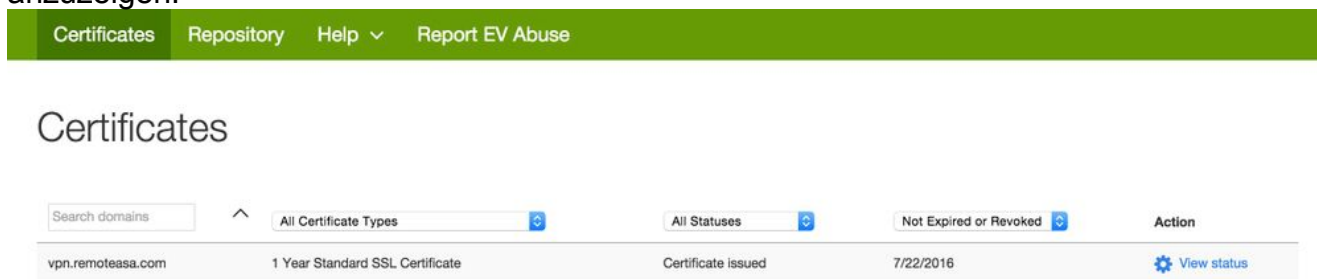 anzuzeigen.
Certificates Repository Help Report EV Abuse
Certificates
Search domains All Certificate Types All Statuses Not Expired or Revoked Action
vpn.remoteasa.com 1 Year Standard SSL Certificate Certificate issued 7/22/2016 View status